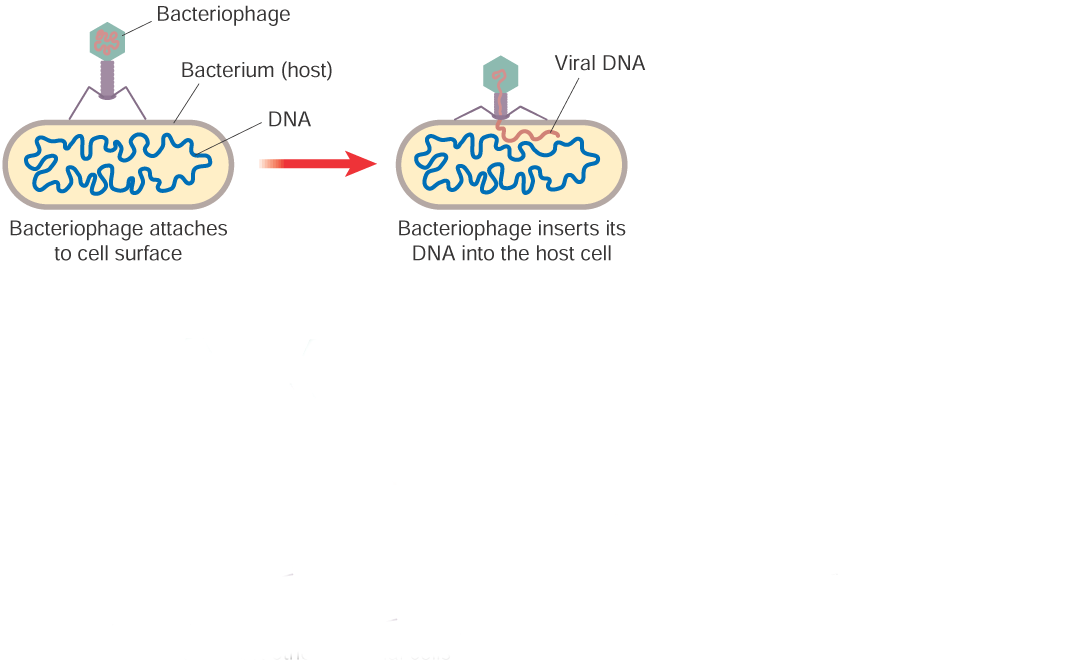 Bacteriophage
Bacterium (host)
DNA
Bacteriophage attaches
to cell surface
Viral DNA
Bacteriophage inserts its
DNA into the host cell